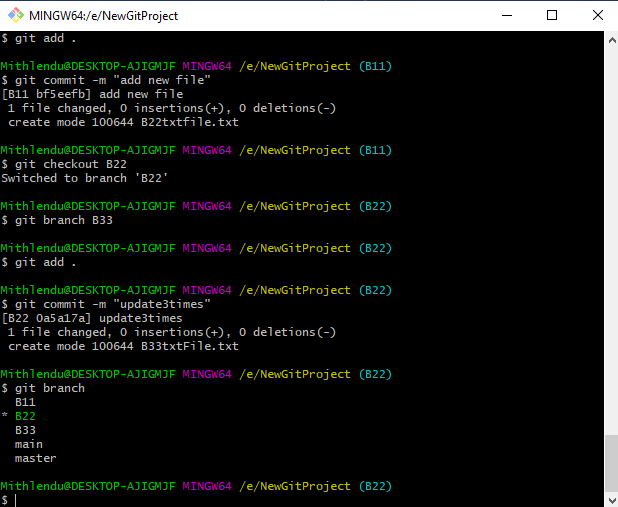 MINGW64:/e/NewGitProject
$ git add .
Mithlendu@DESKTOP-AJIGMJF MINGW64 /e/NewGitProject (B11)
$ git commit -m "add new file"
[B11 bf5eefb] add new file
 1 file changed, 0 insertions(+), 0 deletions(-)
 create mode 100644 B22txtfile.txt
Mithlendu@DESKTOP-AJIGMJF MINGW64 /e/NewGitProject (B11)
$ git checkout B22
Switched to branch 'B22'
Mithlendu@DESKTOP-AJIGMJF MINGW64 /e/NewGitProject (B22)
$ git branch B33
Mithlendu@DESKTOP-AJIGMJF MINGW64 /e/NewGitProject (B22)
$ git add .
Mithlendu@DESKTOP-AJIGMJF MINGW64 /e/NewGitProject (B22)
$ git commit -m "update3times"
[B22 0a5a17a] update3times
 1 file changed, 0 insertions(+), 0 deletions(-)
 create mode 100644 B33txtFile.txt
Mithlendu@DESKTOP-AJIGMJF MINGW64 /e/NewGitProject (B22)
$ git branch
  B11
* B22
  B33
  main
  master
Mithlendu@DESKTOP-AJIGMJF MINGW64 /e/NewGitProject (B22)
$